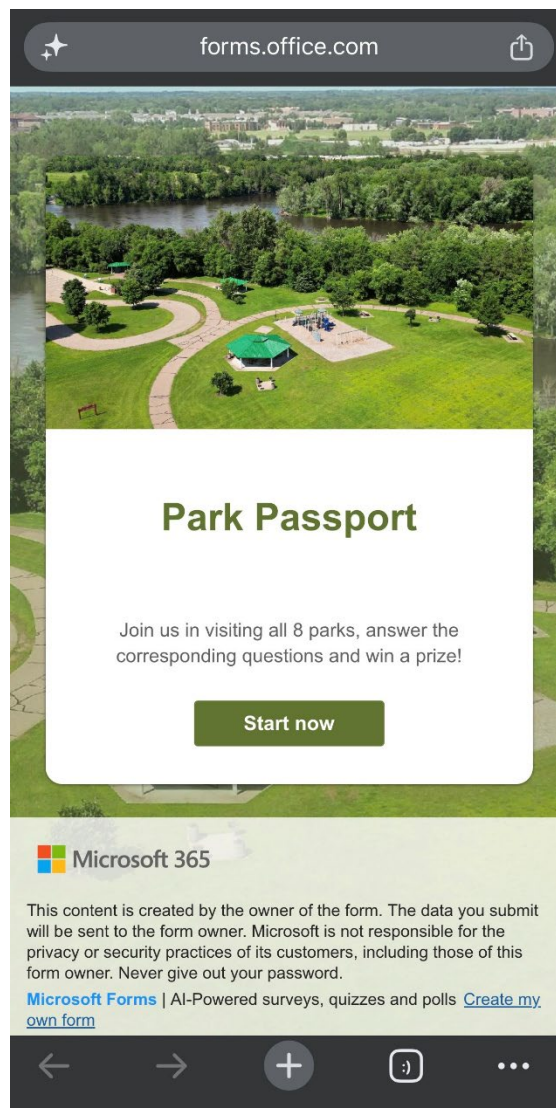 forms.office.com
Park Passport
Join us in visiting all 8 parks, answer the
corresponding questions and win a prize!
Start now
Microsoft 365
This content is created by the owner of the form. The data you submit
will be sent to the form owner. Microsoft is not responsible for the
privacy or security practices of its customers, including those of this
form owner. Never give out your password.
Microsoft Forms | AI-Powered surveys, quizzes and polls Create my
own form
:)